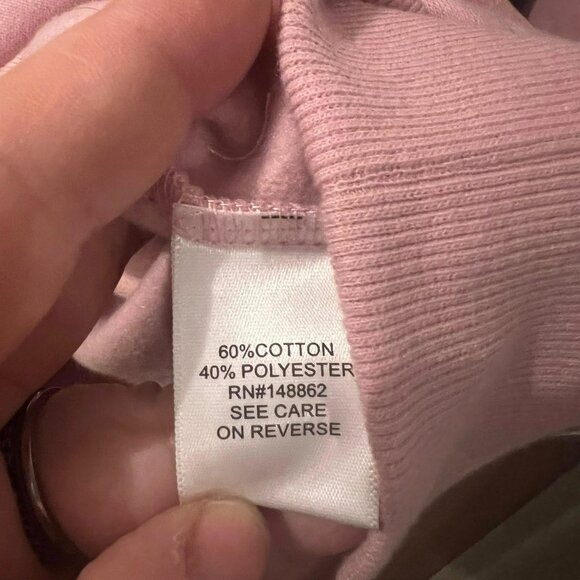 60%COTTON
40% POLYESTER
RN#148862
SEE CARE
ON REVERSE